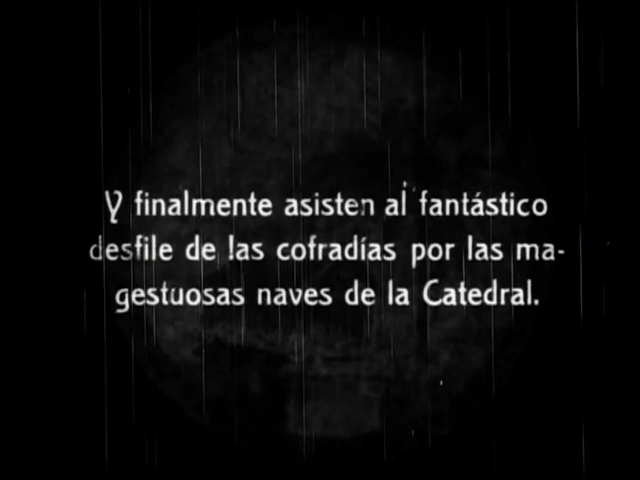 Y finalmente asisten al fantástico
desfile de las cofradías por las ma-
gestuosas naves de la Catedral.